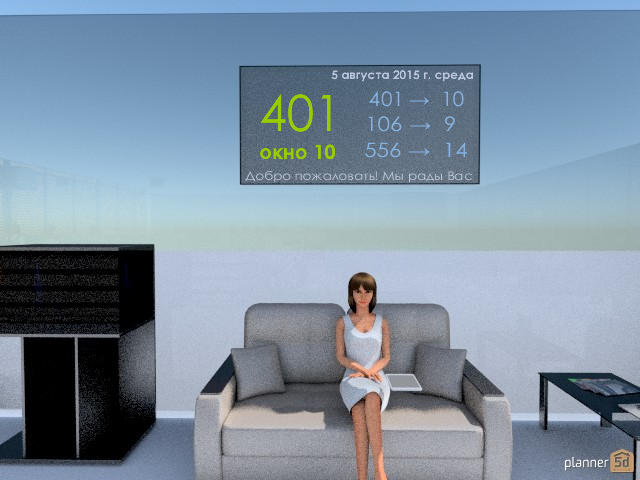 5 августа 2015 г. среда
401
окно 10
401 → 10
106 → 9
556 → 14
Добро пожаловать! Мы рады Вас
planner 5d